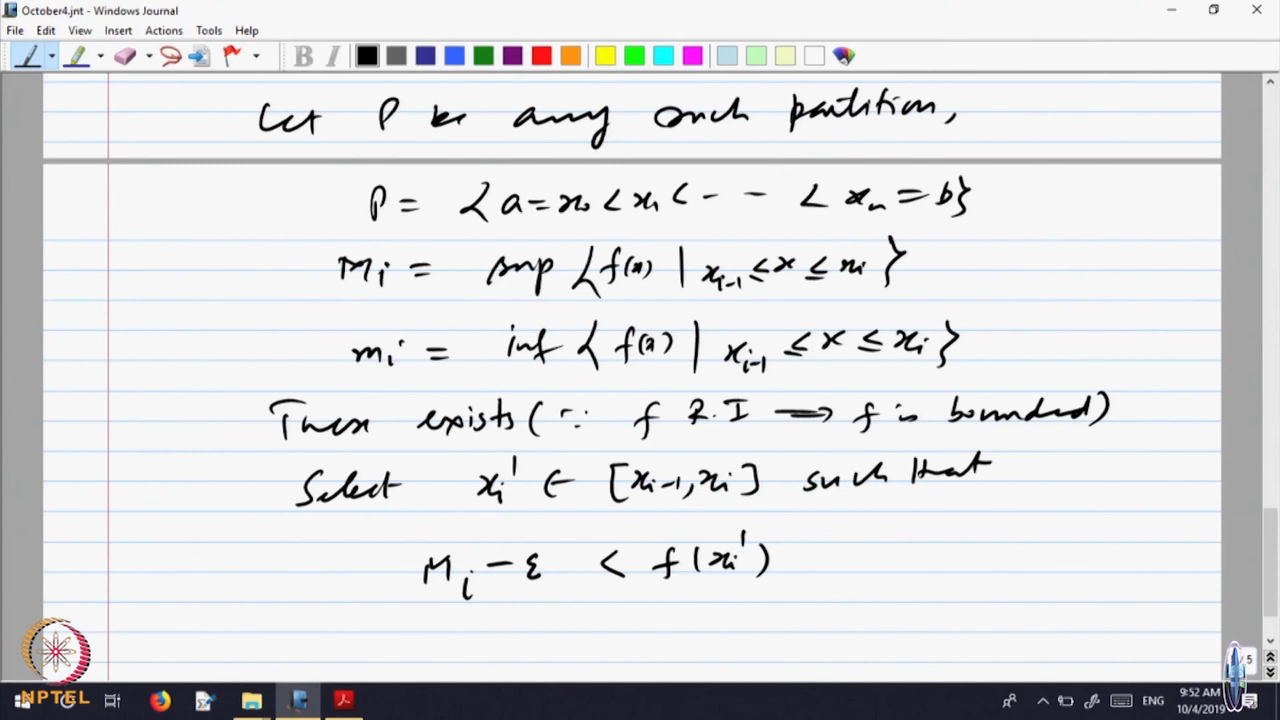 October4.jnt - Windows Journal
File Edit View Insert Actions Tools Help
B I
Let P be any such partition,
P = {a = x₀ < x₁ < - - < xₙ = b}
Mᵢ = sup {f(x) | xᵢ₋₁ ≤ x ≤ xᵢ}
mᵢ = inf {f(x) | xᵢ₋₁ ≤ x ≤ xᵢ}
There exists (∵ f R.I ⟹ f is bounded)
Select xᵢ' ∈ [xᵢ₋₁, xᵢ] such that
Mᵢ - ε < f(xᵢ')
NPTEL
/5
ENG
9:52 AM
10/4/2019